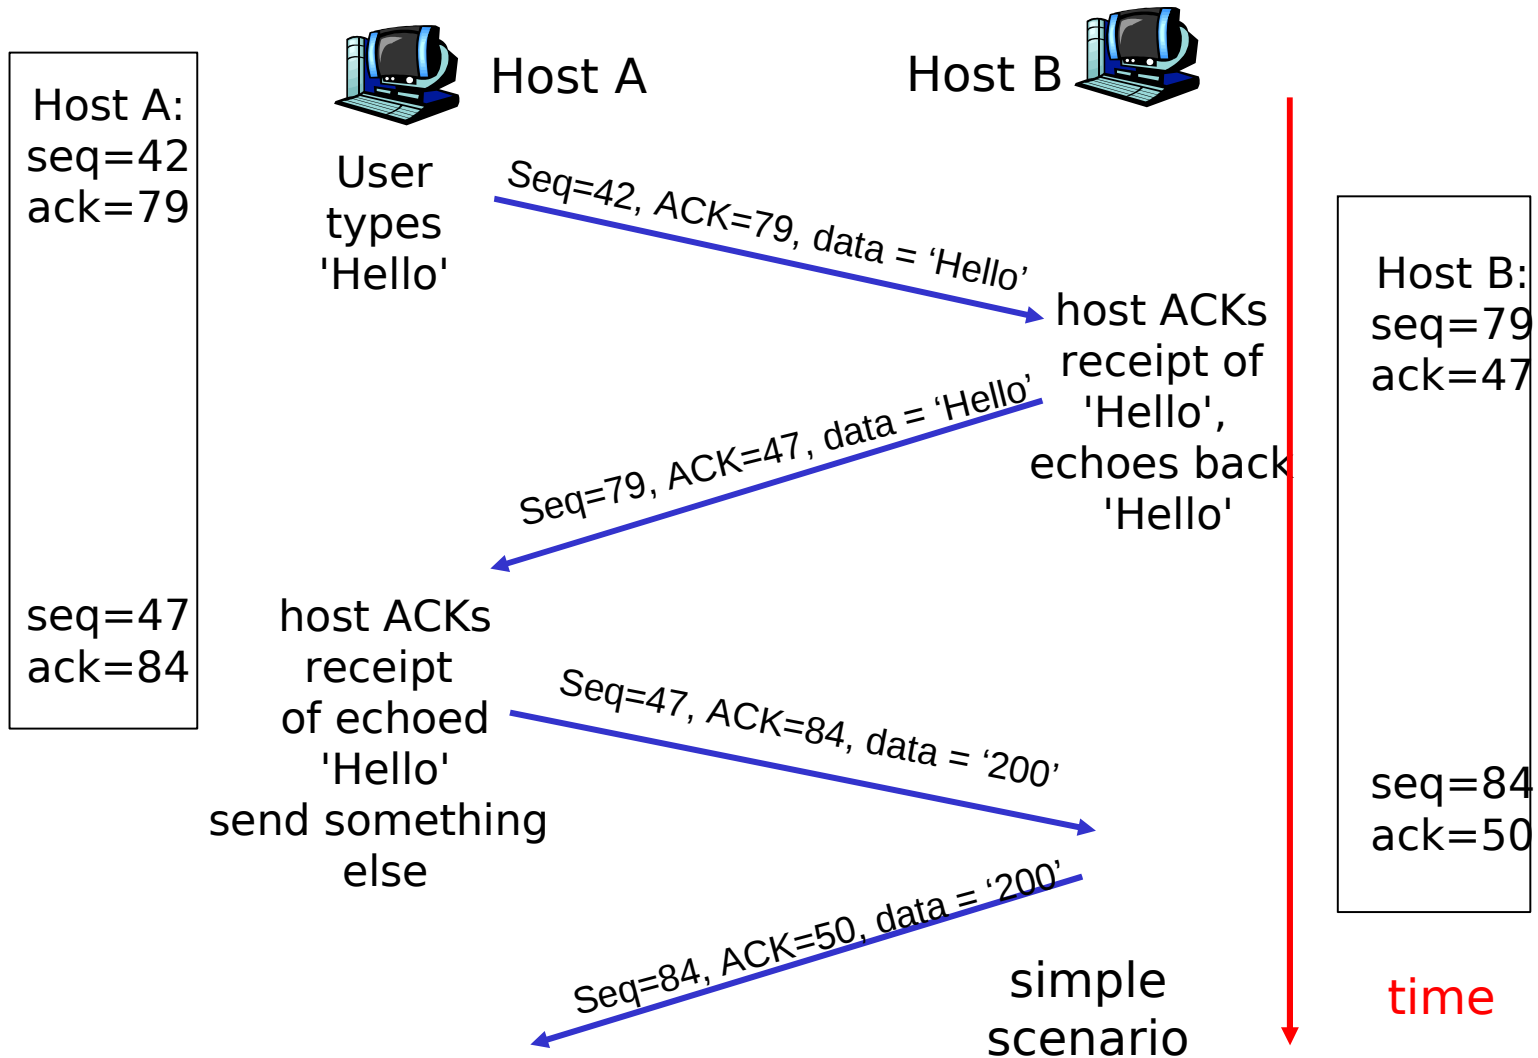 Host A
Host B
Host A:
seq=42
ack=79
User
types
'Hello'
Seq=42, ACK=79, data = ‘Hello’
Host B:
seq=79
ack=47
host ACKs
receipt of
'Hello',
echoes back
'Hello'
Seq=79, ACK=47, data = ‘Hello’
seq=47
ack=84
host ACKs
receipt
of echoed
'Hello'
send something
else
Seq=47, ACK=84, data = ‘200’
seq=84
ack=50
Seq=84, ACK=50, data = ‘200’
simple
scenario
time